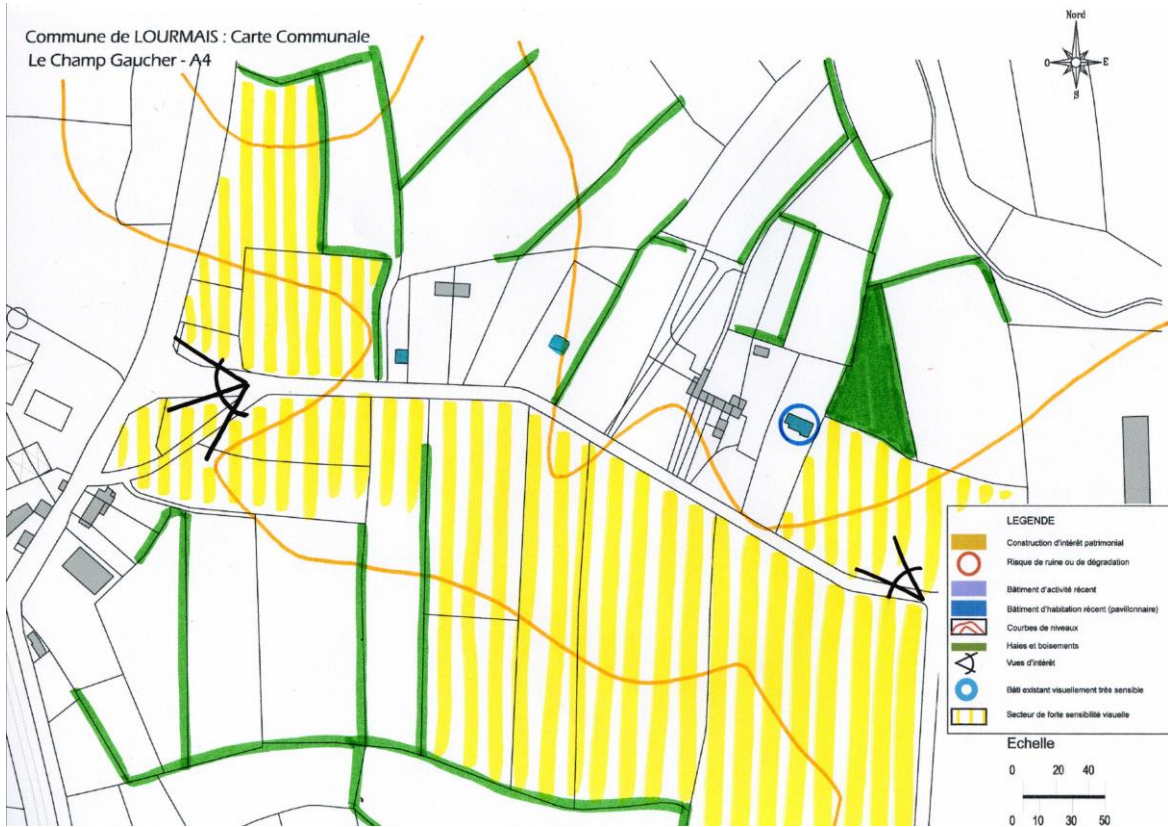 Commune de LOURMAIS : Carte Communale
Le Champ Gaucher - A4
Nord
O
E
S
LEGENDE
Construction d'intérêt patrimonial
Risque de ruine ou de dégradation
Bâtiment d'activité récent
Bâtiment d'habitation récent (pavillonnaire)
Courbes de niveaux
Haies et boisements
Vues d'intérêt
Bâti existant visuellement très sensible
Secteur de forte sensibilité visuelle
Echelle
0 20 40
0 10 30 50